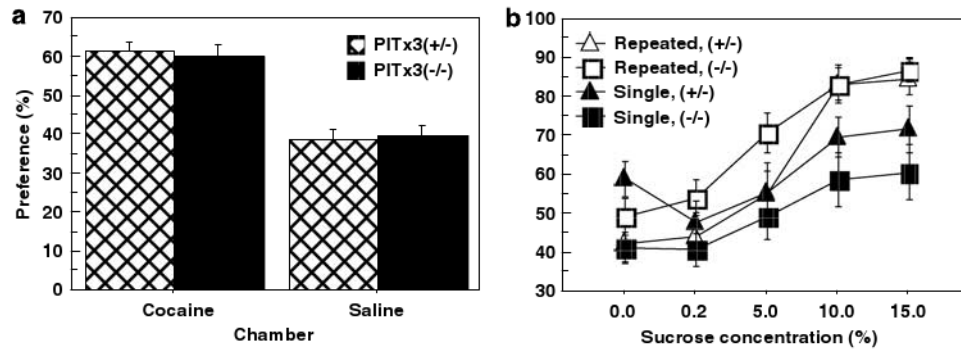 a
70
60
50
40
30
20
10
0
Preference (%)
PITx3(+/-)
PITx3(-/-)
Cocaine
Saline
Chamber
b
100
90
80
70
60
50
40
30
Repeated, (+/-)
Repeated, (-/-)
Single, (+/-)
Single, (-/-)
0.0 0.2 5.0 10.0 15.0
Sucrose concentration (%)